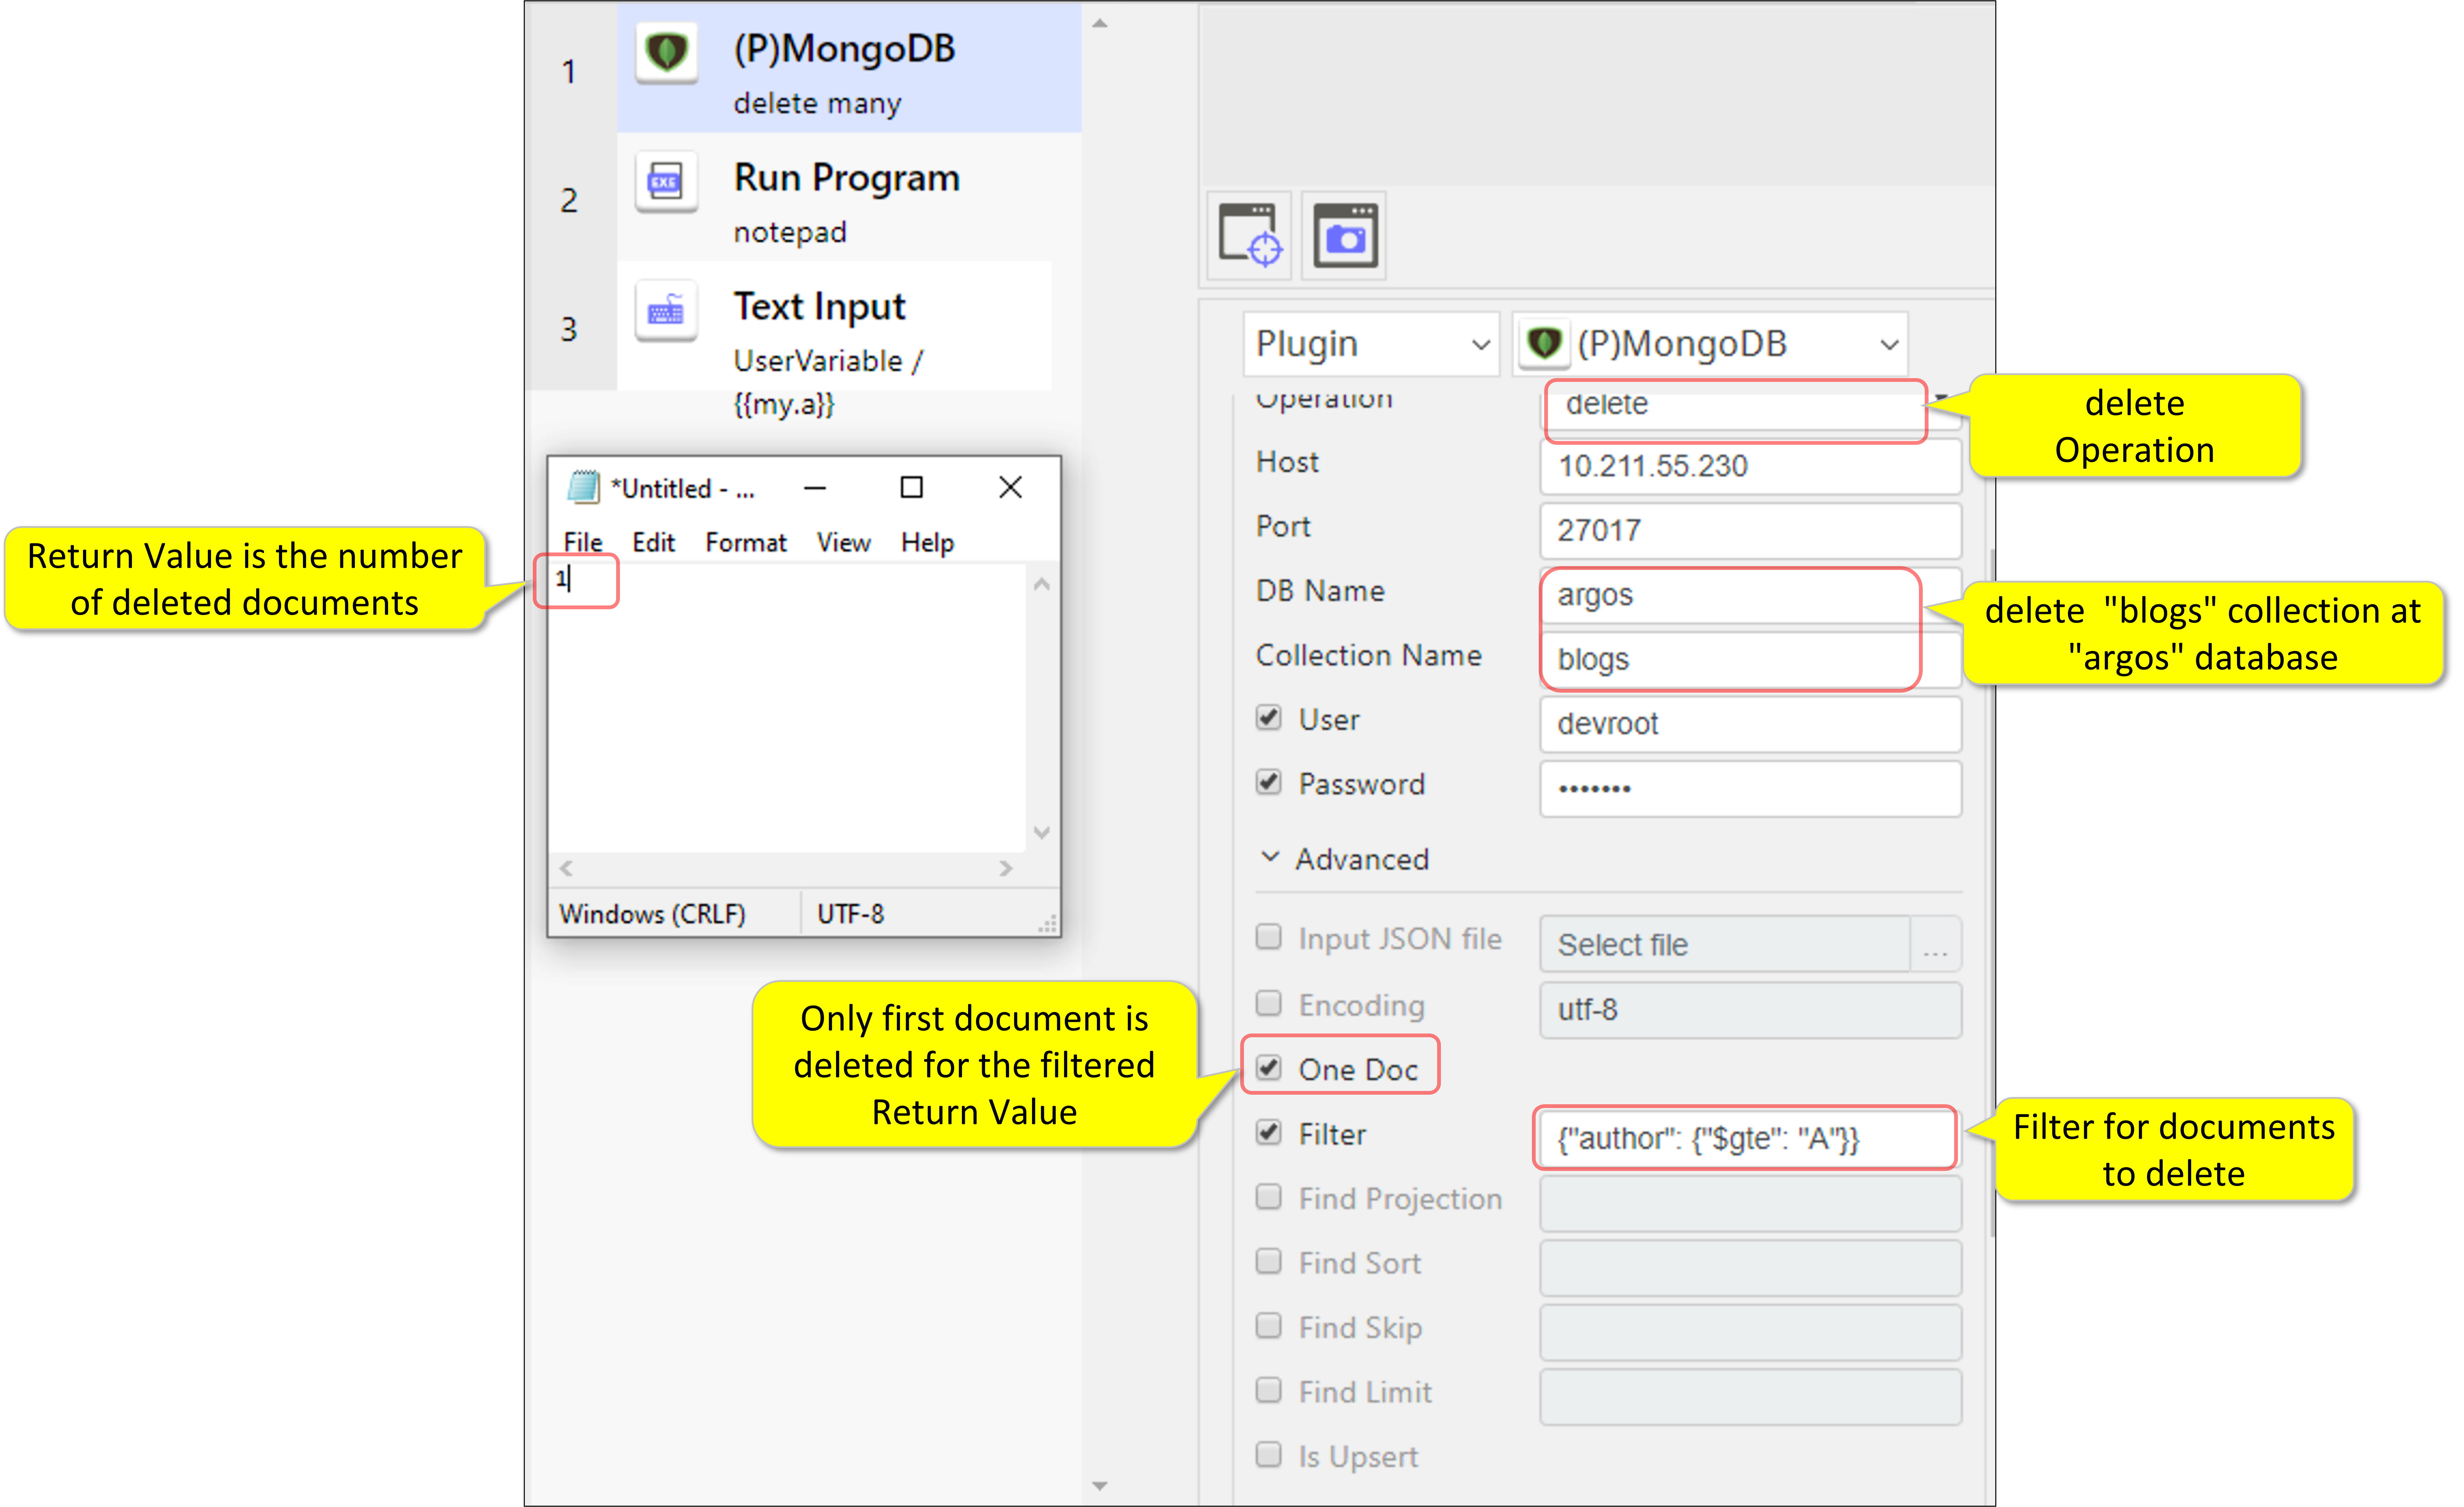 1
(P)MongoDB
delete many
2
EXE
Run Program
notepad
3
Text Input
UserVariable /
{{my.a}}
*Untitled - ...
File Edit Format View Help
1
Windows (CRLF) UTF-8
Return Value is the number
of deleted documents
Only first document is
deleted for the filtered
Return Value
Plugin (P)MongoDB
Operation delete
Host 10.211.55.230
Port 27017
DB Name argos
Collection Name blogs
User devroot
Password •••••••
Advanced
Input JSON file Select file ...
Encoding utf-8
One Doc
Filter {"author": {"$gte": "A"}}
Find Projection
Find Sort
Find Skip
Find Limit
Is Upsert
delete
Operation
delete  "blogs" collection at
"argos" database
Filter for documents
to delete